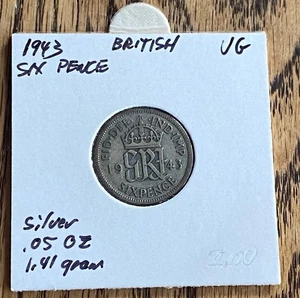 1943 BRITISH VG
SIX PENCE
FID:DEF IND:IMP
GRI
19 43
SIXPENCE
Silver
.05 OZ
1.41 gram